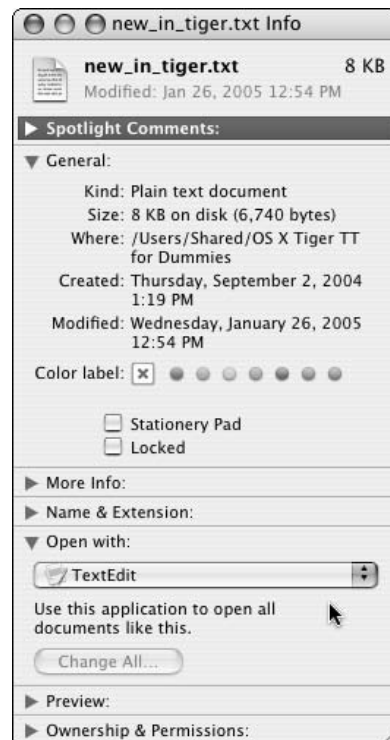 new_in_tiger.txt Info
new_in_tiger.txt 8 KB
Modified: Jan 26, 2005 12:54 PM
Spotlight Comments:
General:
Kind: Plain text document
Size: 8 KB on disk (6,740 bytes)
Where: /Users/Shared/OS X Tiger TT
for Dummies
Created: Thursday, September 2, 2004
1:19 PM
Modified: Wednesday, January 26, 2005
12:54 PM
Color label:
Stationery Pad
Locked
More Info:
Name & Extension:
Open with:
TextEdit
Use this application to open all
documents like this.
Change All...
Preview:
Ownership & Permissions: